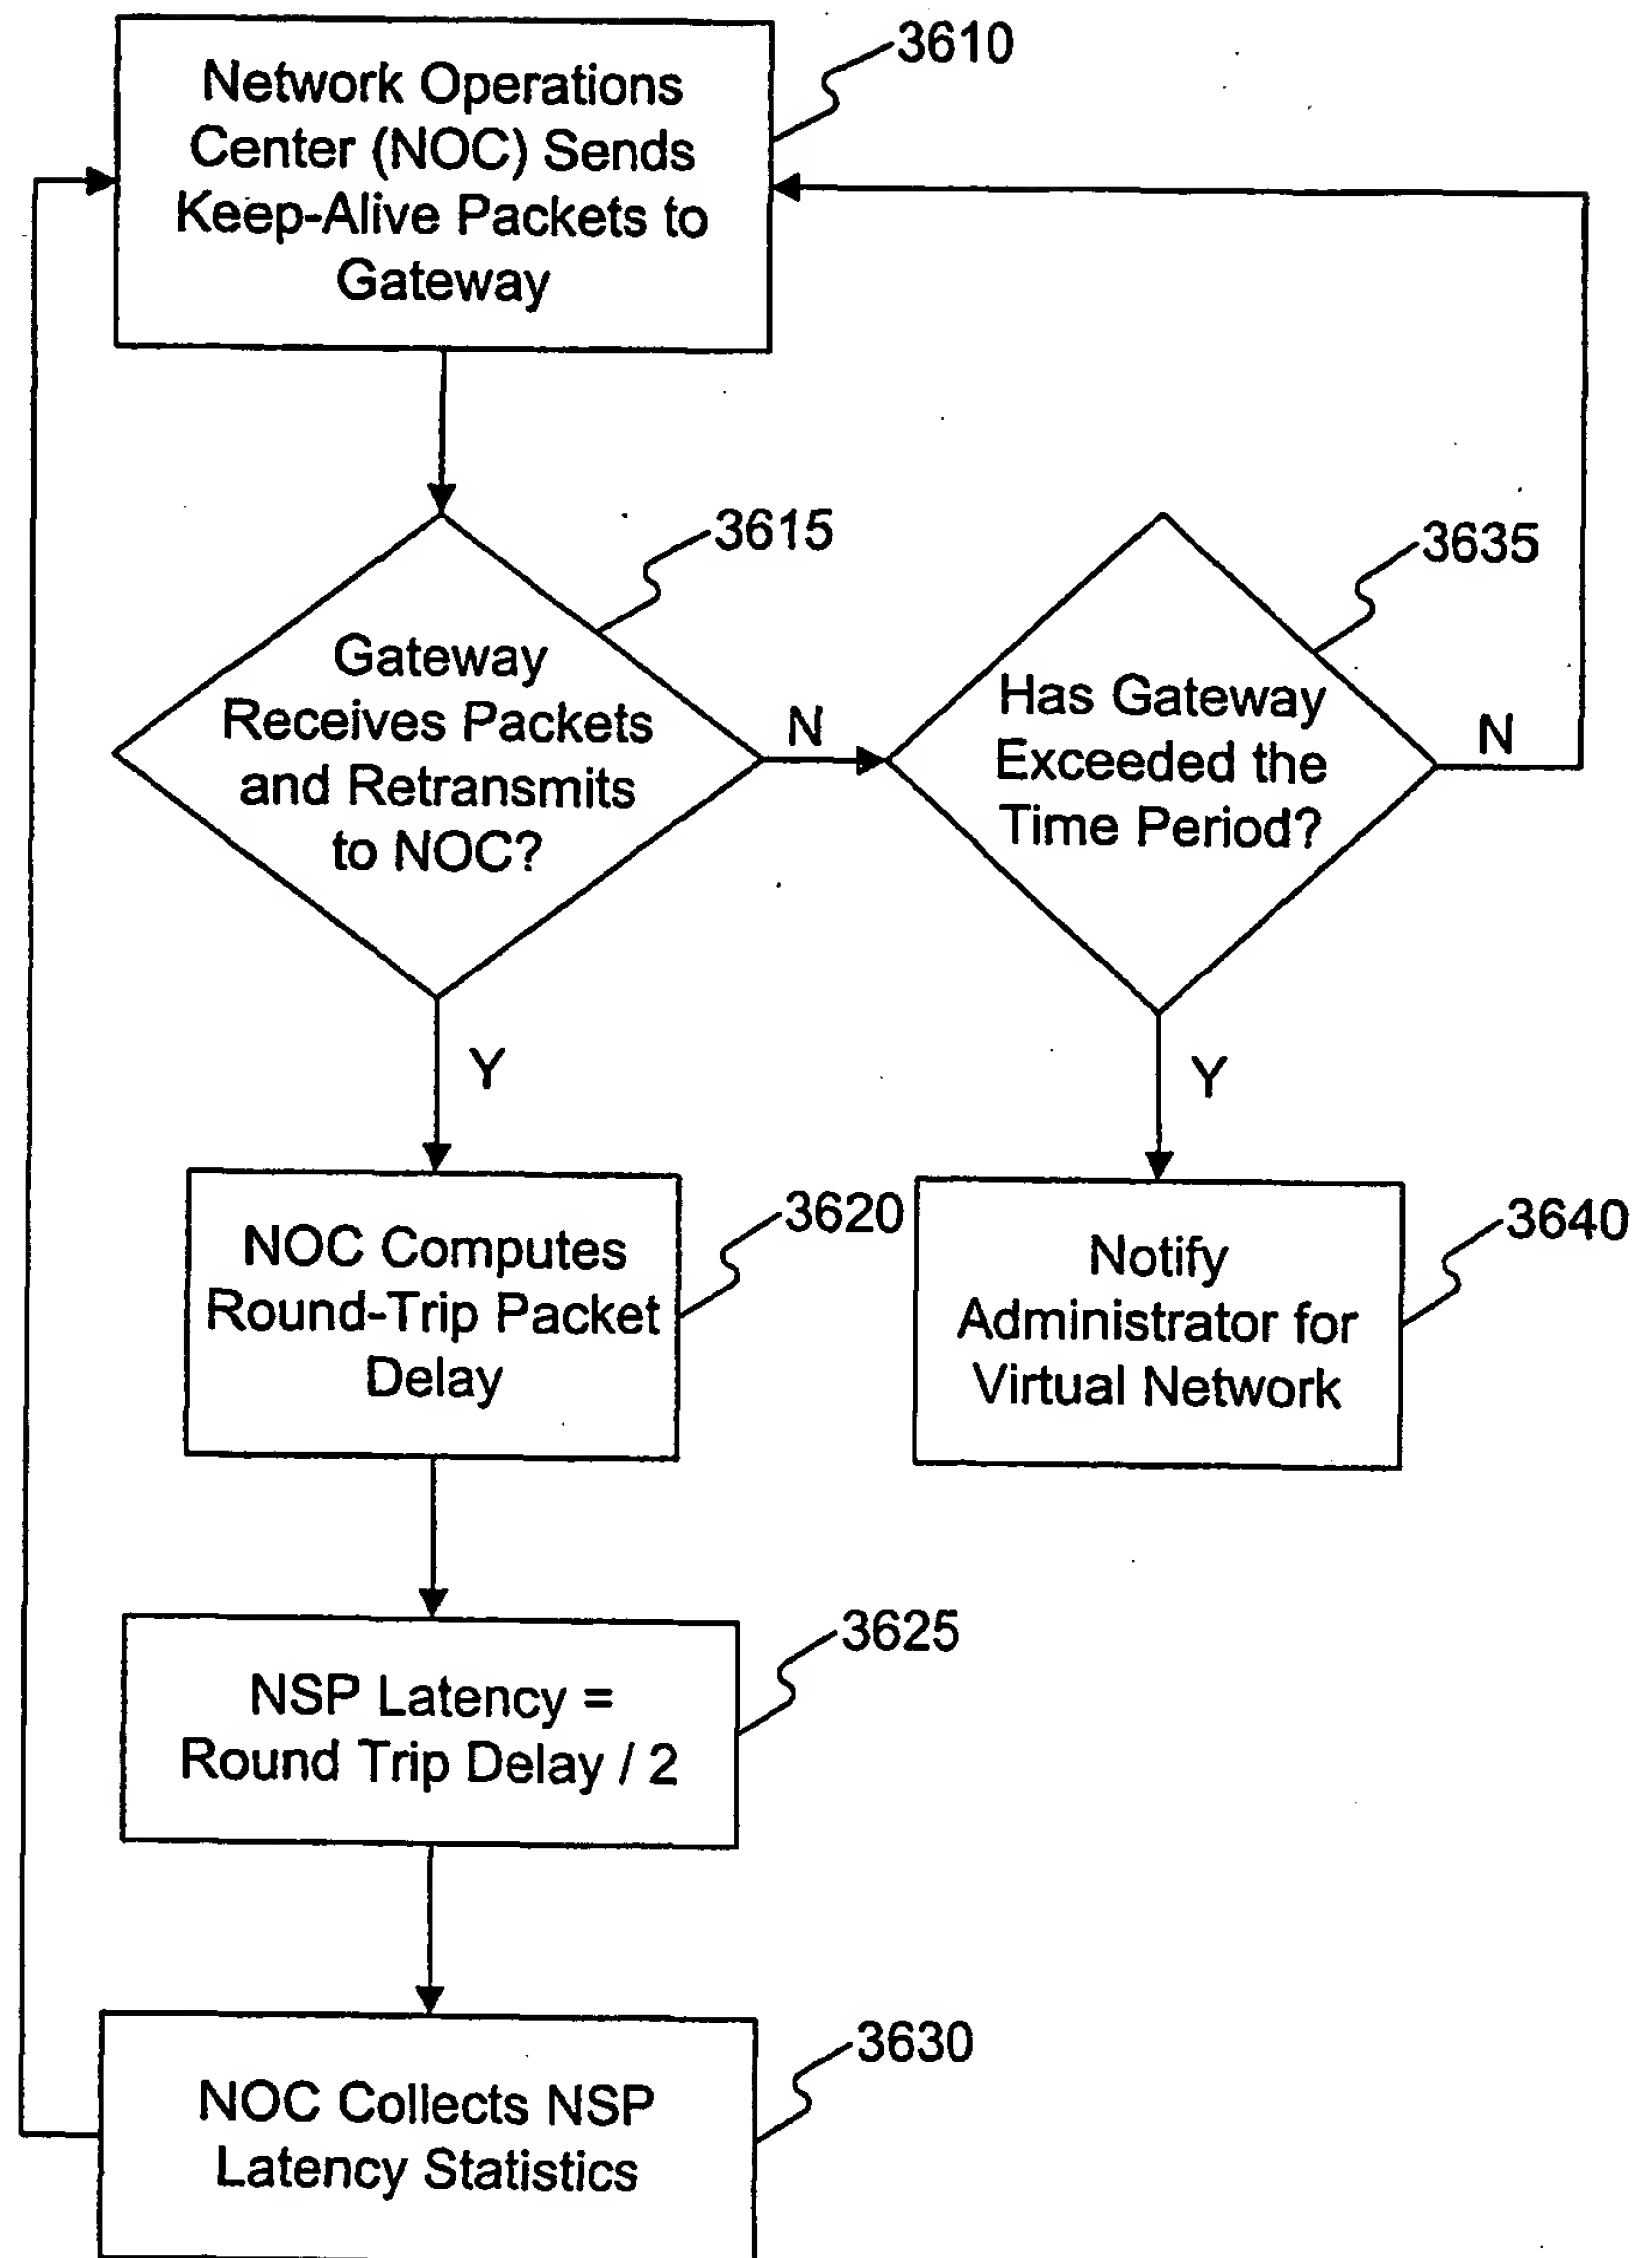 3610
Network Operations
Center (NOC) Sends
Keep-Alive Packets to
Gateway
3615
Gateway
Receives Packets
and Retransmits
to NOC?
N
3635
Has Gateway
Exceeded the
Time Period?
N
Y
Y
3620
NOC Computes
Round-Trip Packet
Delay
3640
Notify
Administrator for
Virtual Network
3625
NSP Latency =
Round Trip Delay / 2
3630
NOC Collects NSP
Latency Statistics